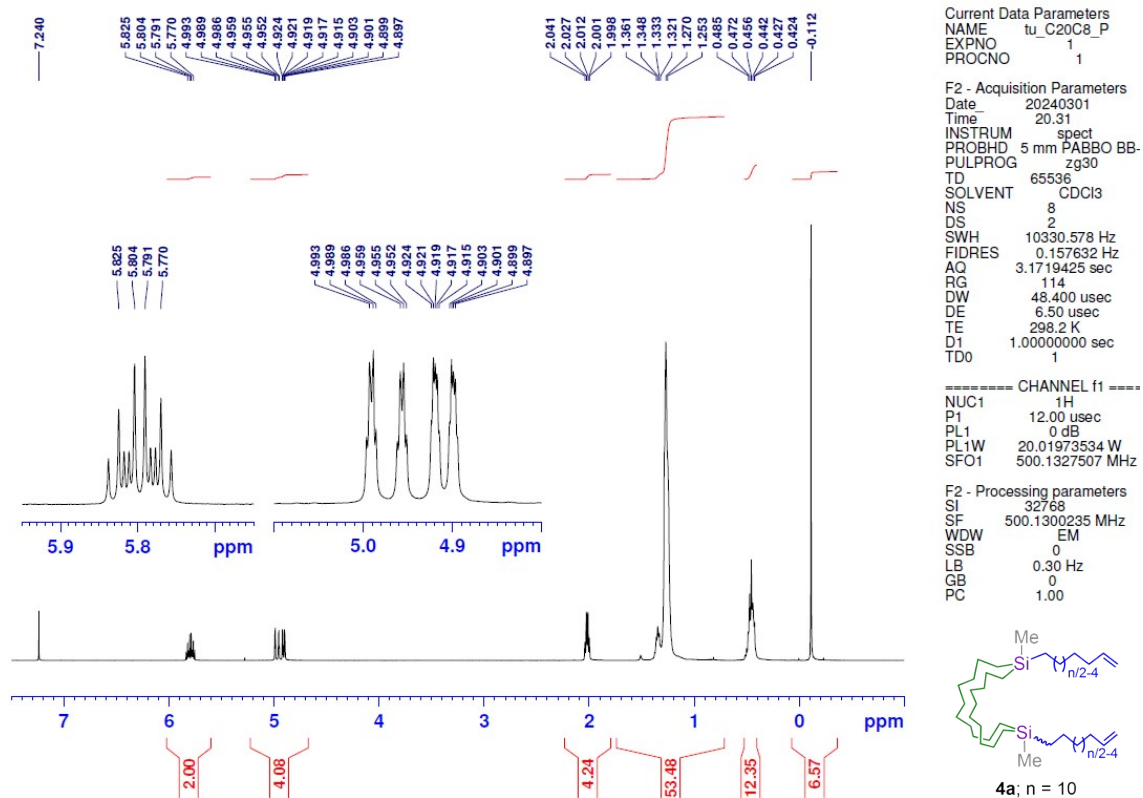 7.240
5.825
5.804
5.791
5.770
4.993
4.989
4.986
4.959
4.955
4.952
4.924
4.921
4.919
4.917
4.915
4.903
4.901
4.899
4.897
2.041
2.027
2.012
2.001
1.998
1.361
1.348
1.333
1.321
1.270
1.253
0.485
0.472
0.456
0.442
0.427
0.424
-0.112
5.825
5.804
5.791
5.770
4.993
4.989
4.986
4.959
4.955
4.952
4.924
4.921
4.919
4.917
4.915
4.903
4.901
4.899
4.897
5.9 5.8 ppm
5.0 4.9 ppm
7 6 5 4 3 2 1 0 ppm
2.00
4.08
4.24
53.48
12.35
6.57
Current Data Parameters
NAME tu_C20C8_P
EXPNO 1
PROCNO 1
F2 - Acquisition Parameters
Date_ 20240301
Time 20.31
INSTRUM spect
PROBHD 5 mm PABBO BB-
PULPROG zg30
TD 65536
SOLVENT CDCl3
NS 8
DS 2
SWH 10330.578 Hz
FIDRES 0.157632 Hz
AQ 3.1719425 sec
RG 114
DW 48.400 usec
DE 6.50 usec
TE 298.2 K
D1 1.00000000 sec
TD0 1
======== CHANNEL f1 ====
NUC1 1H
P1 12.00 usec
PL1 0 dB
PL1W 20.01973534 W
SFO1 500.1327507 MHz
F2 - Processing parameters
SI 32768
SF 500.1300235 MHz
WDW EM
SSB 0
LB 0.30 Hz
GB 0
PC 1.00
Me
Si
n/2-4
Si
n/2-4
Me
4a; n = 10